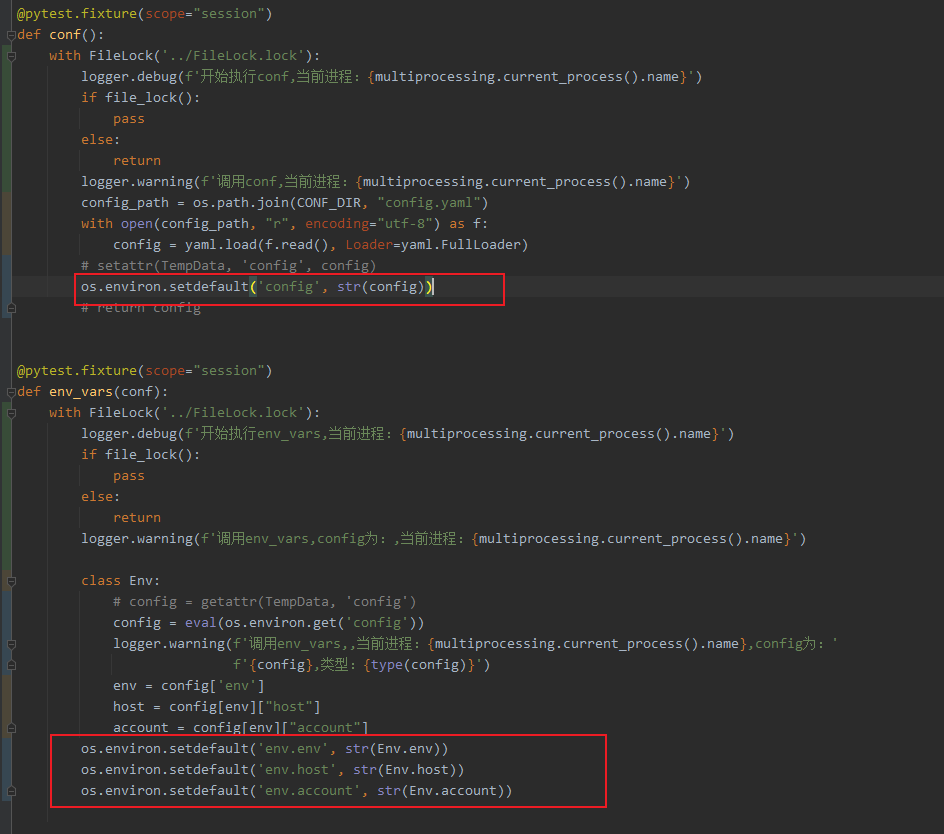 @pytest.fixture(scope="session")
def conf():
    with FileLock('../FileLock.lock'):
        logger.debug(f'开始执行conf,当前进程：{multiprocessing.current_process().name}')
        if file_lock():
            pass
        else:
            return
        logger.warning(f'调用conf,当前进程：{multiprocessing.current_process().name}')
        config_path = os.path.join(CONF_DIR, "config.yaml")
        with open(config_path, "r", encoding="utf-8") as f:
            config = yaml.load(f.read(), Loader=yaml.FullLoader)
        # setattr(TempData, 'config', config)
        os.environ.setdefault('config', str(config))
        # return config
@pytest.fixture(scope="session")
def env_vars(conf):
    with FileLock('../FileLock.lock'):
        logger.debug(f'开始执行env_vars,当前进程：{multiprocessing.current_process().name}')
        if file_lock():
            pass
        else:
            return
        logger.warning(f'调用env_vars,config为：,当前进程：{multiprocessing.current_process().name}')
        class Env:
            # config = getattr(TempData, 'config')
            config = eval(os.environ.get('config'))
            logger.warning(f'调用env_vars,,当前进程：{multiprocessing.current_process().name},config为：'
                           f'{config},类型：{type(config)}')
            env = config['env']
            host = config[env]["host"]
            account = config[env]["account"]
        os.environ.setdefault('env.env', str(Env.env))
        os.environ.setdefault('env.host', str(Env.host))
        os.environ.setdefault('env.account', str(Env.account))